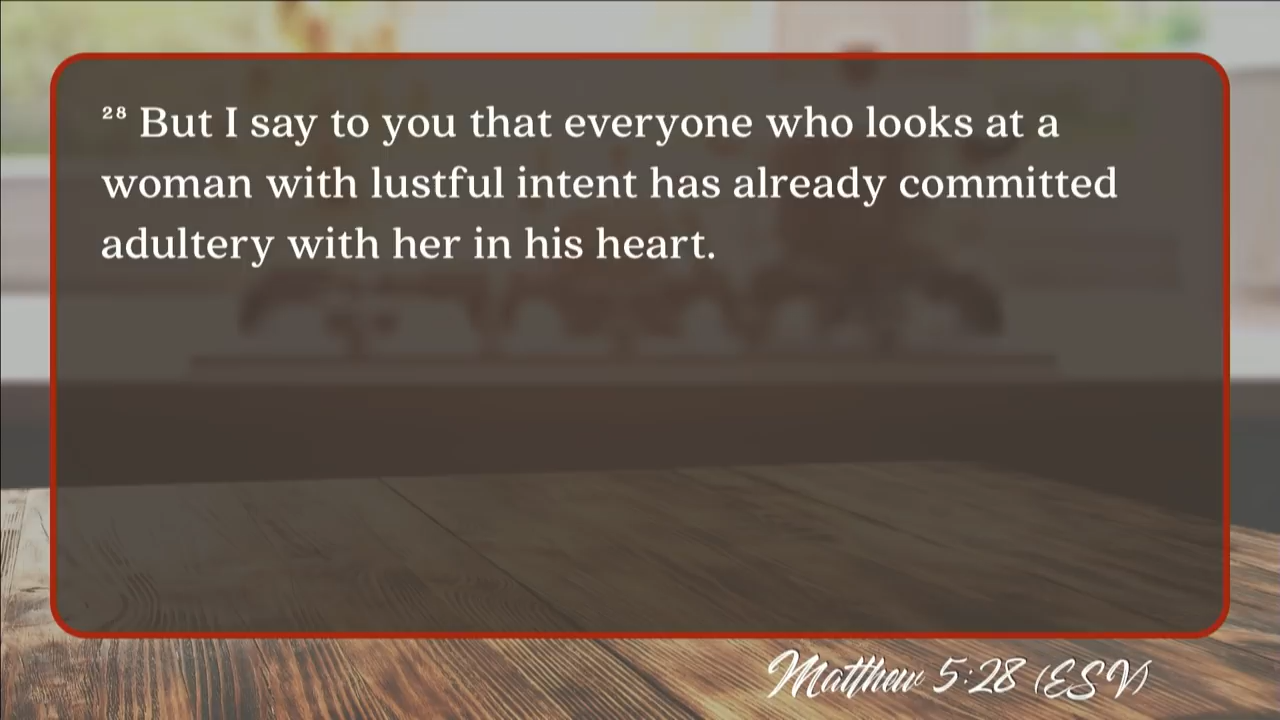 ²⁸ But I say to you that everyone who looks at a
woman with lustful intent has already committed
adultery with her in his heart.
Matthew 5:28 (ESV)